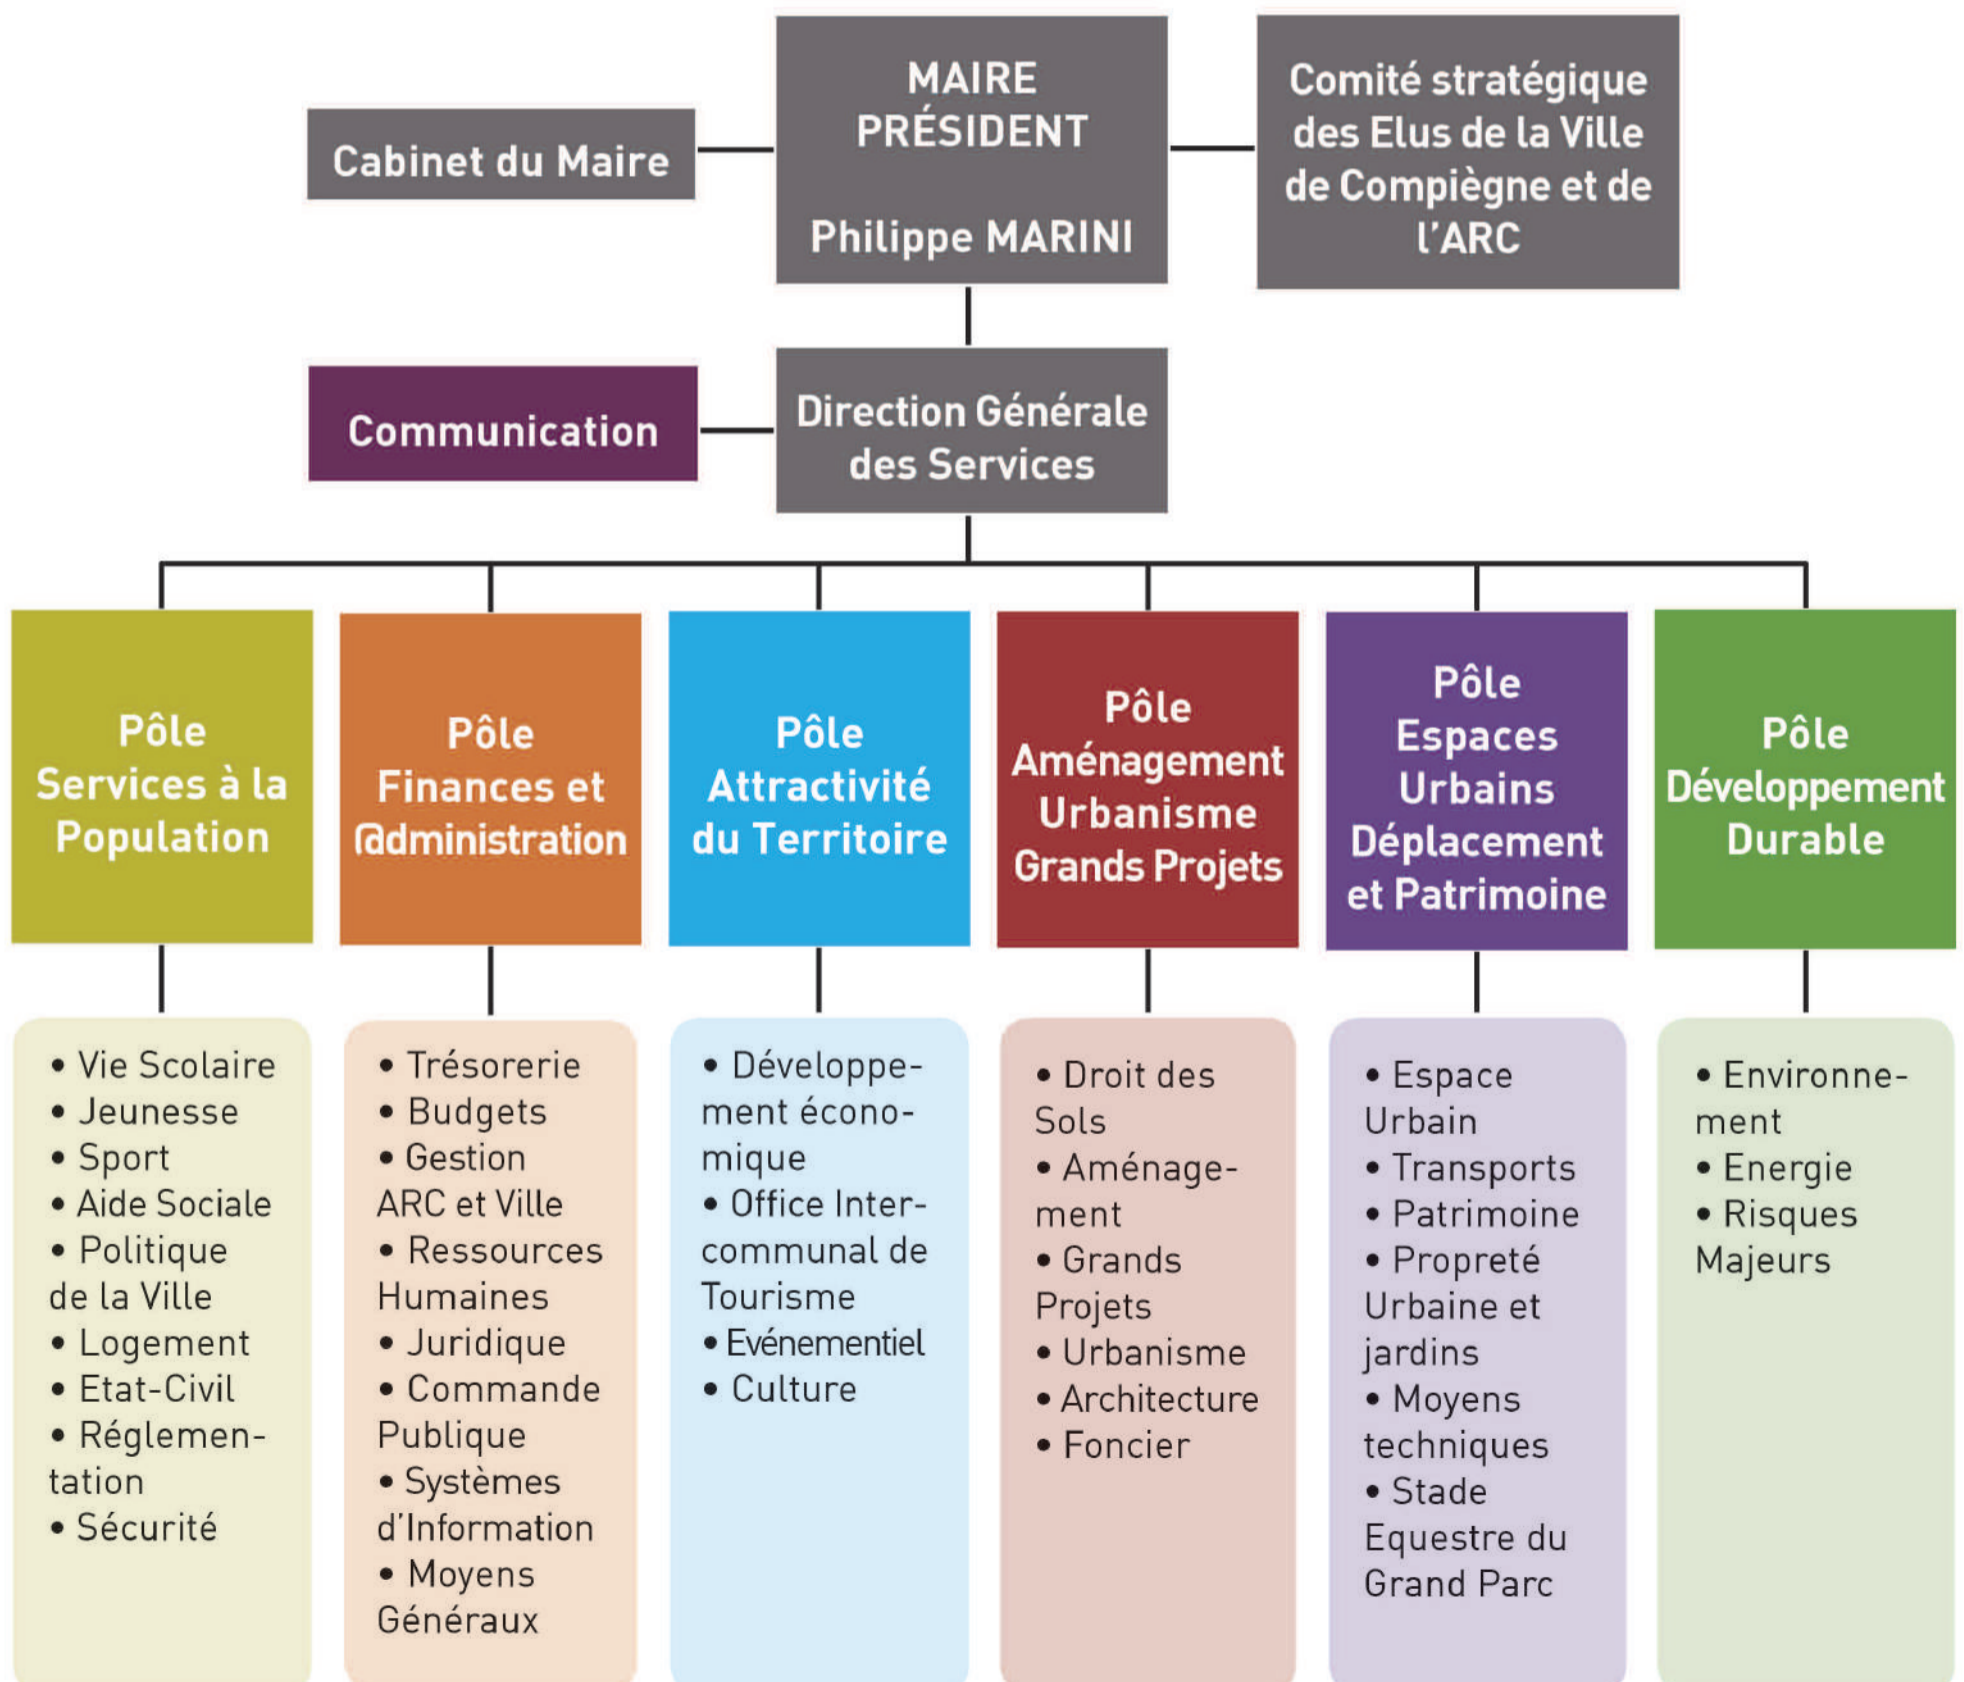 MAIRE
PRÉSIDENT
Philippe MARINI
Cabinet du Maire
Comité stratégique
des Elus de la Ville
de Compiègne et de
l'ARC
Communication
Direction Générale
des Services
Pôle
Services à la
Population
Pôle
Finances et
@dministration
Pôle
Attractivité
du Territoire
Pôle
Aménagement
Urbanisme
Grands Projets
Pôle
Espaces
Urbains
Déplacement
et Patrimoine
Pôle
Développement
Durable
• Vie Scolaire
• Jeunesse
• Sport
• Aide Sociale
• Politique
de la Ville
• Logement
• Etat-Civil
• Réglemen-
tation
• Sécurité
• Trésorerie
• Budgets
• Gestion
ARC et Ville
• Ressources
Humaines
• Juridique
• Commande
Publique
• Systèmes
d'Information
• Moyens
Généraux
• Développe-
ment écono-
mique
• Office Inter-
communal de
Tourisme
• Evénementiel
• Culture
• Droit des
Sols
• Aménage-
ment
• Grands
Projets
• Urbanisme
• Architecture
• Foncier
• Espace
Urbain
• Transports
• Patrimoine
• Propreté
Urbaine et
jardins
• Moyens
techniques
• Stade
Equestre du
Grand Parc
• Environne-
ment
• Energie
• Risques
Majeurs